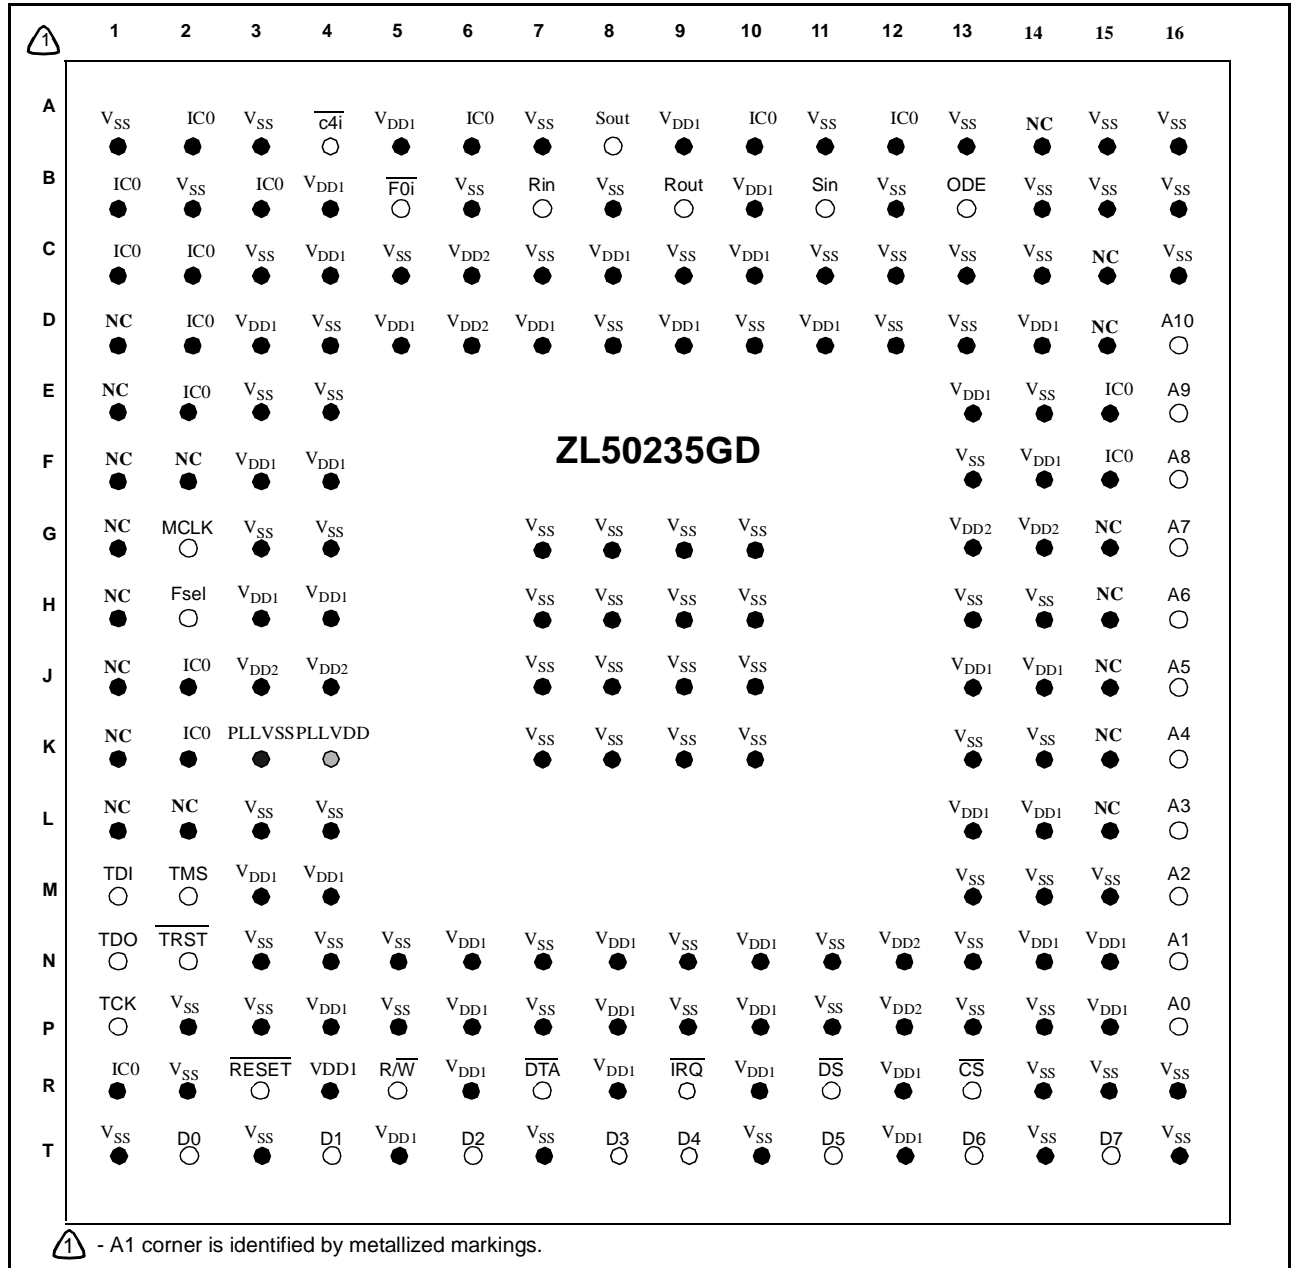 1 1 2 3 4 5 6 7 8 9 10 11 12 13 14 15 16
A VSS IC0 VSS c4i VDD1 IC0 VSS Sout VDD1 IC0 VSS IC0 VSS NC VSS VSS
B IC0 VSS IC0 VDD1 F0i VSS Rin VSS Rout VDD1 Sin VSS ODE VSS VSS VSS
C IC0 IC0 VSS VDD1 VSS VDD2 VSS VDD1 VSS VDD1 VSS VSS VSS VSS NC VSS
D NC IC0 VDD1 VSS VDD1 VDD2 VDD1 VSS VDD1 VSS VDD1 VSS VSS VDD1 NC A10
E NC IC0 VSS VSS VDD1 VSS IC0 A9
ZL50235GD
F NC NC VDD1 VDD1 VSS VDD1 IC0 A8
G NC MCLK VSS VSS VSS VSS VSS VSS VDD2 VDD2 NC A7
H NC Fsel VDD1 VDD1 VSS VSS VSS VSS VSS VSS NC A6
J NC IC0 VDD2 VDD2 VSS VSS VSS VSS VDD1 VDD1 NC A5
K NC IC0 PLLVSS PLLVDD VSS VSS VSS VSS VSS VSS NC A4
L NC NC VSS VSS VDD1 VDD1 NC A3
M TDI TMS VDD1 VDD1 VSS VSS VSS A2
N TDO TRST VSS VSS VSS VDD1 VSS VDD1 VSS VDD1 VSS VDD2 VSS VDD1 VDD1 A1
P TCK VSS VSS VDD1 VSS VDD1 VSS VDD1 VSS VDD1 VSS VDD2 VSS VSS VDD1 A0
R IC0 VSS RESET VDD1 R/W VDD1 DTA VDD1 IRQ VDD1 DS VDD1 CS VSS VSS VSS
T VSS D0 VSS D1 VDD1 D2 VSS D3 D4 VSS D5 VDD1 D6 VSS D7 VSS
1 - A1 corner is identified by metallized markings.